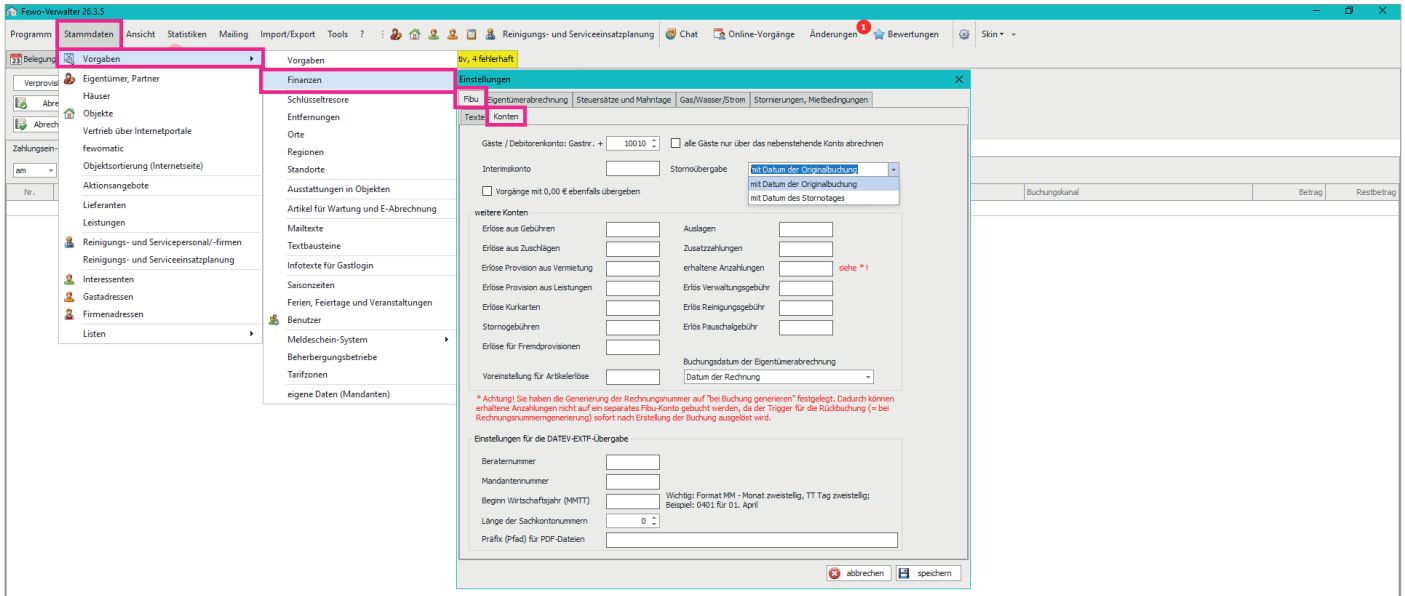 Fewo-Verwalter 26.3.5
Programm Stammdaten Ansicht Statistiken Mailing Import/Export Tools ? Reinigungs- und Serviceeinsatzplanung Chat Online-Vorgänge Änderungen 1 Bewertungen Skin
23 Belegung
Verprovis
Abre
Abrech
Zahlungsein-
am
Nr.
Buchungskanal Betrag Restbetrag
tiv, 4 fehlerhaft
Vorgaben
Eigentümer, Partner
Häuser
Objekte
Vertrieb über Internetportale
fewomatic
Objektsortierung (Internetseite)
Aktionsangebote
Lieferanten
Leistungen
Reinigungs- und Servicepersonal/-firmen
Reinigungs- und Serviceeinsatzplanung
Interessenten
Gastadressen
Firmenadressen
Listen
Vorgaben
Finanzen
Schlüsseltresore
Entfernungen
Orte
Regionen
Standorte
Ausstattungen in Objekten
Artikel für Wartung und E-Abrechnung
Mailtexte
Textbausteine
Infotexte für Gastlogin
Saisonzeiten
Ferien, Feiertage und Veranstaltungen
Benutzer
Meldeschein-System
Beherbergungsbetriebe
Tarifzonen
eigene Daten (Mandanten)
Einstellungen
Fibu Eigentümerabrechnung Steuersätze und Mahntage Gas/Wasser/Strom Stornierungen, Mietbedingungen
Texte Konten
Gäste / Debitorenkonto: Gastnr. + 10010 alle Gäste nur über das nebenstehende Konto abrechnen
Interimskonto Stornoübergabe mit Datum der Originalbuchung
mit Datum der Originalbuchung
mit Datum des Stornotages
Vorgänge mit 0,00 € ebenfalls übergeben
weitere Konten
Erlöse aus Gebühren Auslagen
Erlöse aus Zuschlägen Zusatzzahlungen
Erlöse Provision aus Vermietung erhaltene Anzahlungen siehe * !
Erlöse Provision aus Leistungen Erlös Verwaltungsgebühr
Erlöse Kurkarten Erlös Reinigungsgebühr
Stornogebühren Erlös Pauschalgebühr
Erlöse für Fremdprovisionen
Buchungsdatum der Eigentümerabrechnung
Voreinstellung für Artikelerlöse Datum der Rechnung
* Achtung! Sie haben die Generierung der Rechnungsnummer auf "bei Buchung generieren" festgelegt. Dadurch können
erhaltene Anzahlungen nicht auf ein separates Fibu-Konto gebucht werden, da der Trigger für die Rückbuchung (= bei
Rechnungsnummerngenerierung) sofort nach Erstellung der Buchung ausgelöst wird.
Einstellungen für die DATEV-EXTF-Übergabe
Beraternummer
Mandantennummer
Beginn Wirtschaftsjahr (MMTT) Wichtig: Format MM - Monat zweistellig, TT Tag zweistellig;
Beispiel: 0401 für 01. April
Länge der Sachkontonummern 0
Präfix (Pfad) für PDF-Dateien
abbrechen speichern